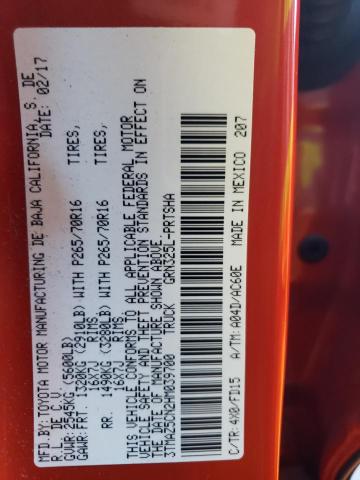 MFD.BY:TOYOTA MOTOR MANUFACTURING DE BAJA CALIFORNIA, S. DE
R.L. DE C.V. DATE: 02/17
GVWR:2545KG (5600LB)
GAWR:FRT. 1320KG (2910LB) WITH P265/70R16 TIRES,
16X7J RIMS
RR. 1490KG (3280LB) WITH P265/70R16 TIRES,
16X7J RIMS
THIS VEHICLE CONFORMS TO ALL APPLICABLE FEDERAL MOTOR
VEHICLE SAFETY AND THEFT PREVENTION STANDARDS IN EFFECT ON
THE DATE OF MANUFACTURE SHOWN ABOVE.
3TMAZ5CN2HM039700 TRUCK GRN325L-PRTSHA
C/TR:4X0/FD15 A/TM:A04D/AC60E MADE IN MEXICO 207